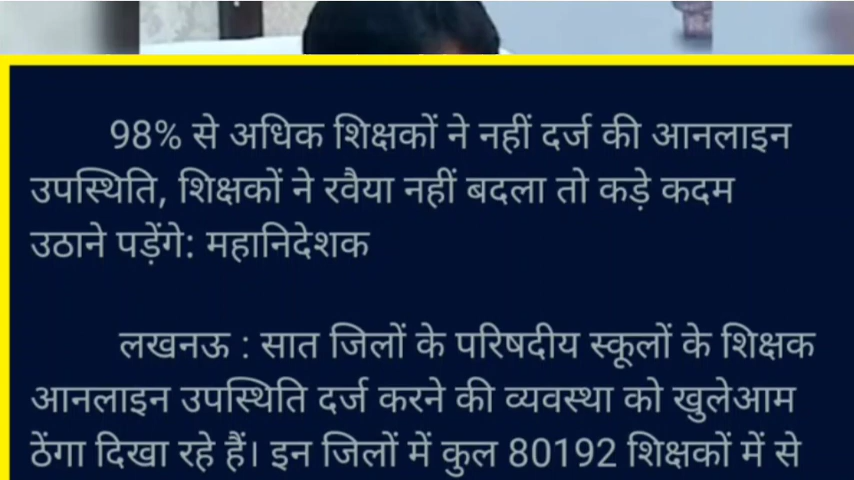 98% से अधिक शिक्षकों ने नहीं दर्ज की आनलाइन
उपस्थिति, शिक्षकों ने रवैया नहीं बदला तो कड़े कदम
उठाने पड़ेंगे: महानिदेशक
लखनऊ : सात जिलों के परिषदीय स्कूलों के शिक्षक
आनलाइन उपस्थिति दर्ज करने की व्यवस्था को खुलेआम
ठेंगा दिखा रहे हैं। इन जिलों में कुल 80192 शिक्षकों में से